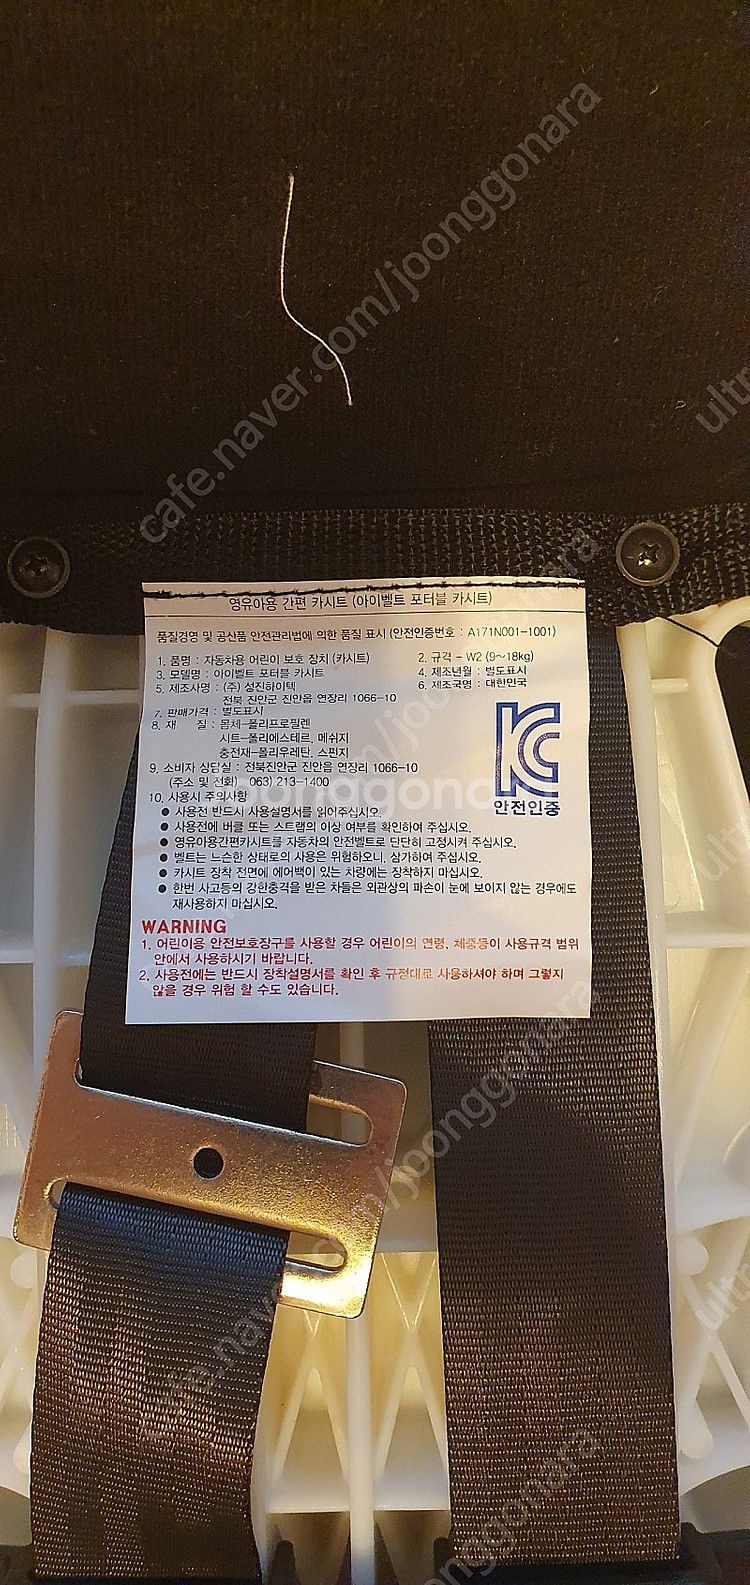 영유아용 간편 카시트 (아이벨트 포터블 카시트)
품질경영 및 공산품 안전관리법에 의한 품질 표시 (안전인증번호 : A171N001-1001)
1. 품명 : 자동차용 어린이 보호 장치 (카시트)
2. 규격 - W2 (9~18kg)
3. 모델명 : 아이벨트 포터블 카시트
4. 제조년월 : 별도표시
5. 제조사명 : (주) 성진하이텍
전북 진안군 진안읍 연장리 1066-10
6. 제조국명 : 대한민국
7. 판매가격 : 별도표시
8. 재 질 : 몸체-폴리프로필렌
시트-폴리에스테르, 메쉬지
충전재-폴리우레탄, 스펀지
9. 소비자 상담실 : 전북진안군 진안읍 연장리 1066-10
(주소 및 전화) 063) 213-1400
10. 사용시 주의사항
● 사용전 반드시 사용설명서를 읽어주십시오.
● 사용전에 버클 또는 스트랩의 이상 여부를 확인하여 주십시오.
● 영유아용간편카시트를 자동차의 안전벨트로 단단히 고정시켜 주십시오.
● 벨트는 느슨한 상태로의 사용은 위험하오니, 삼가하여 주십시오.
● 카시트 장착 전면에 에어백이 있는 차량에는 장착하지 마십시오.
● 한번 사고등의 강한충격을 받은 차들은 외관상의 파손이 눈에 보이지 않는 경우에도
재사용하지 마십시오.
KC
안전인증
WARNING
1. 어린이용 안전보호장구를 사용할 경우 어린이의 연령, 체중등이 사용규격 범위
안에서 사용하시기 바랍니다.
2. 사용전에는 반드시 장착설명서를 확인 후 규정대로 사용하셔야 하며 그렇지
않을 경우 위험 할 수도 있습니다.
cafe.naver.com/joonggonara
joonggonara
cafe.naver.com/joonggonara
joonggonara
ultr
ultr
ultr